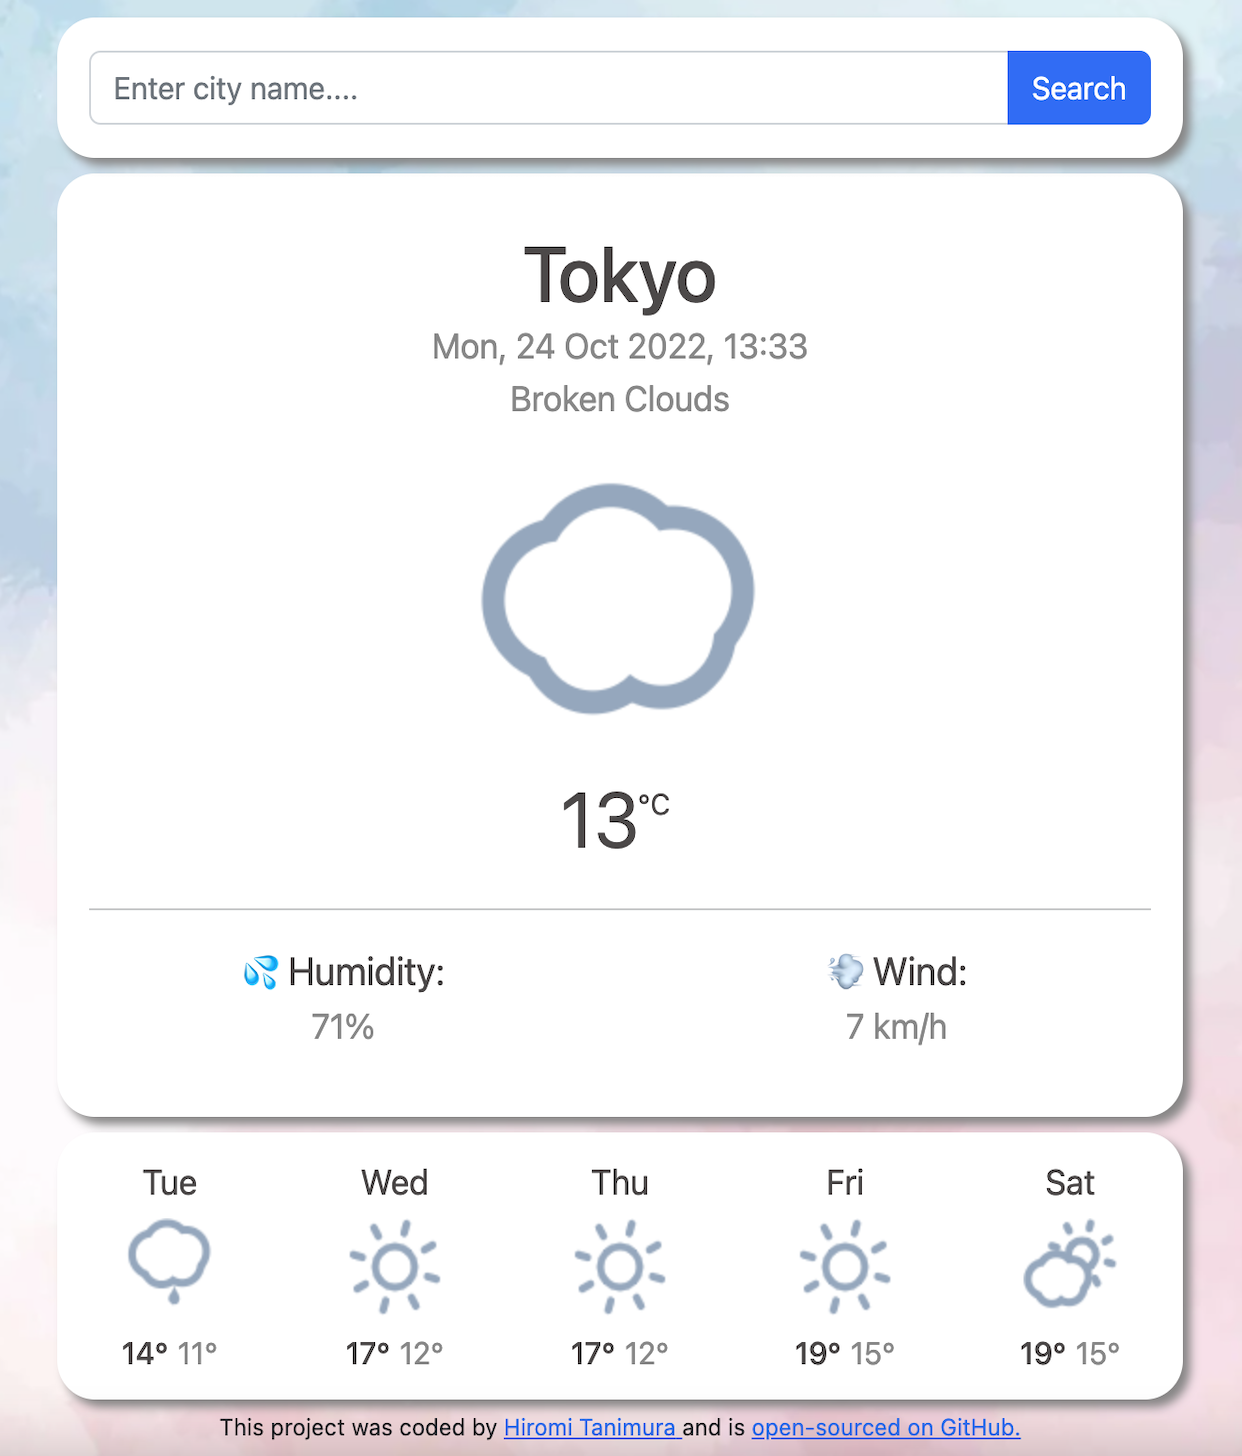 Enter city name....
Search
Tokyo
Mon, 24 Oct 2022, 13:33
Broken Clouds
13°C
💦 Humidity:
71%
💨 Wind:
7 km/h
Tue Wed Thu Fri Sat
14° 11° 17° 12° 17° 12° 19° 15° 19° 15°
This project was coded by Hiromi Tanimura and is open-sourced on GitHub.